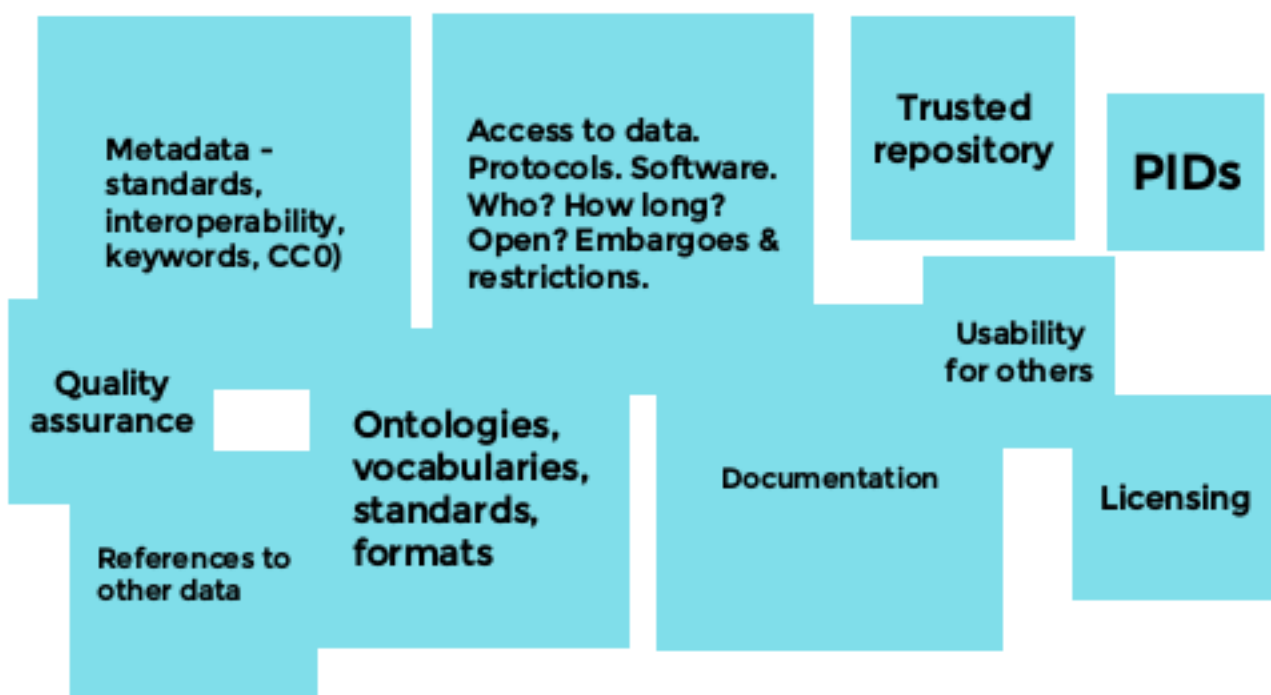 Metadata -
standards,
interoperability,
keywords, CC0)
Access to data.
Protocols. Software.
Who? How long?
Open? Embargoes &
restrictions.
Trusted
repository
PIDs
Quality
assurance
Ontologies,
vocabularies,
standards,
formats
Usability
for others
Documentation
Licensing
References to
other data